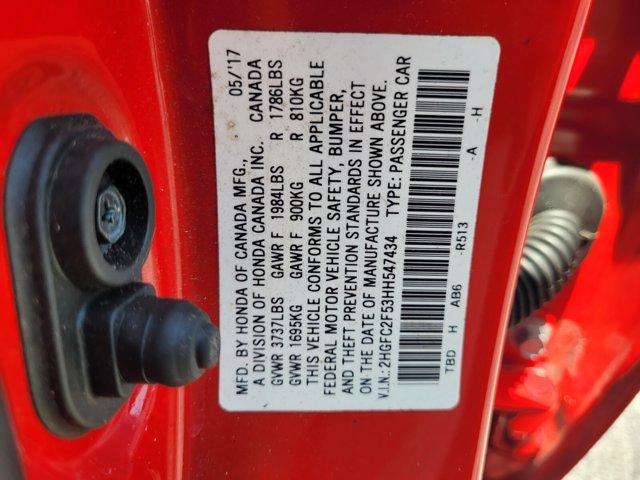 MFD. BY HONDA OF CANADA MFG., 05/'17
A DIVISION OF HONDA CANADA INC. CANADA
GVWR 3737LBS GAWR F 1984LBS R 1786LBS
GVWR 1695KG GAWR F 900KG R 810KG
THIS VEHICLE CONFORMS TO ALL APPLICABLE
FEDERAL MOTOR VEHICLE SAFETY, BUMPER,
AND THEFT PREVENTION STANDARDS IN EFFECT
ON THE DATE OF MANUFACTURE SHOWN ABOVE.
V.I.N.: 2HGFC2F53HH547434 TYPE: PASSENGER CAR
TBD H AB6 -R513 -A -H